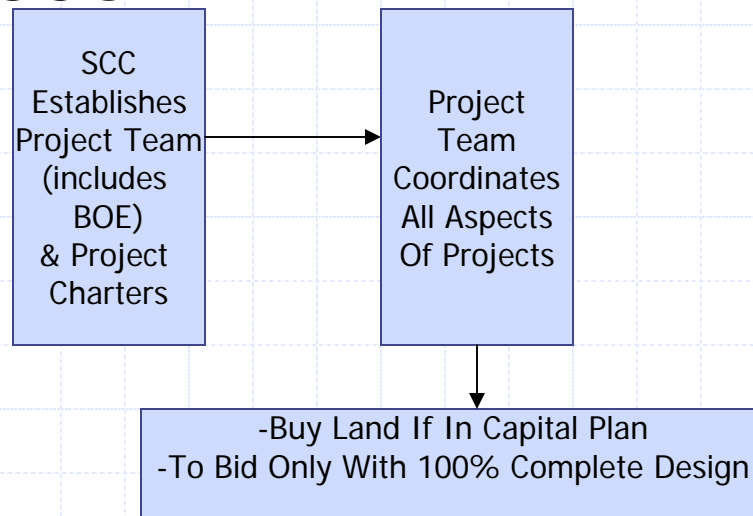 SCC
Establishes
Project Team
(includes
BOE)
& Project
Charters
Project
Team
Coordinates
All Aspects
Of Projects
-Buy Land If In Capital Plan
-To Bid Only With 100% Complete Design